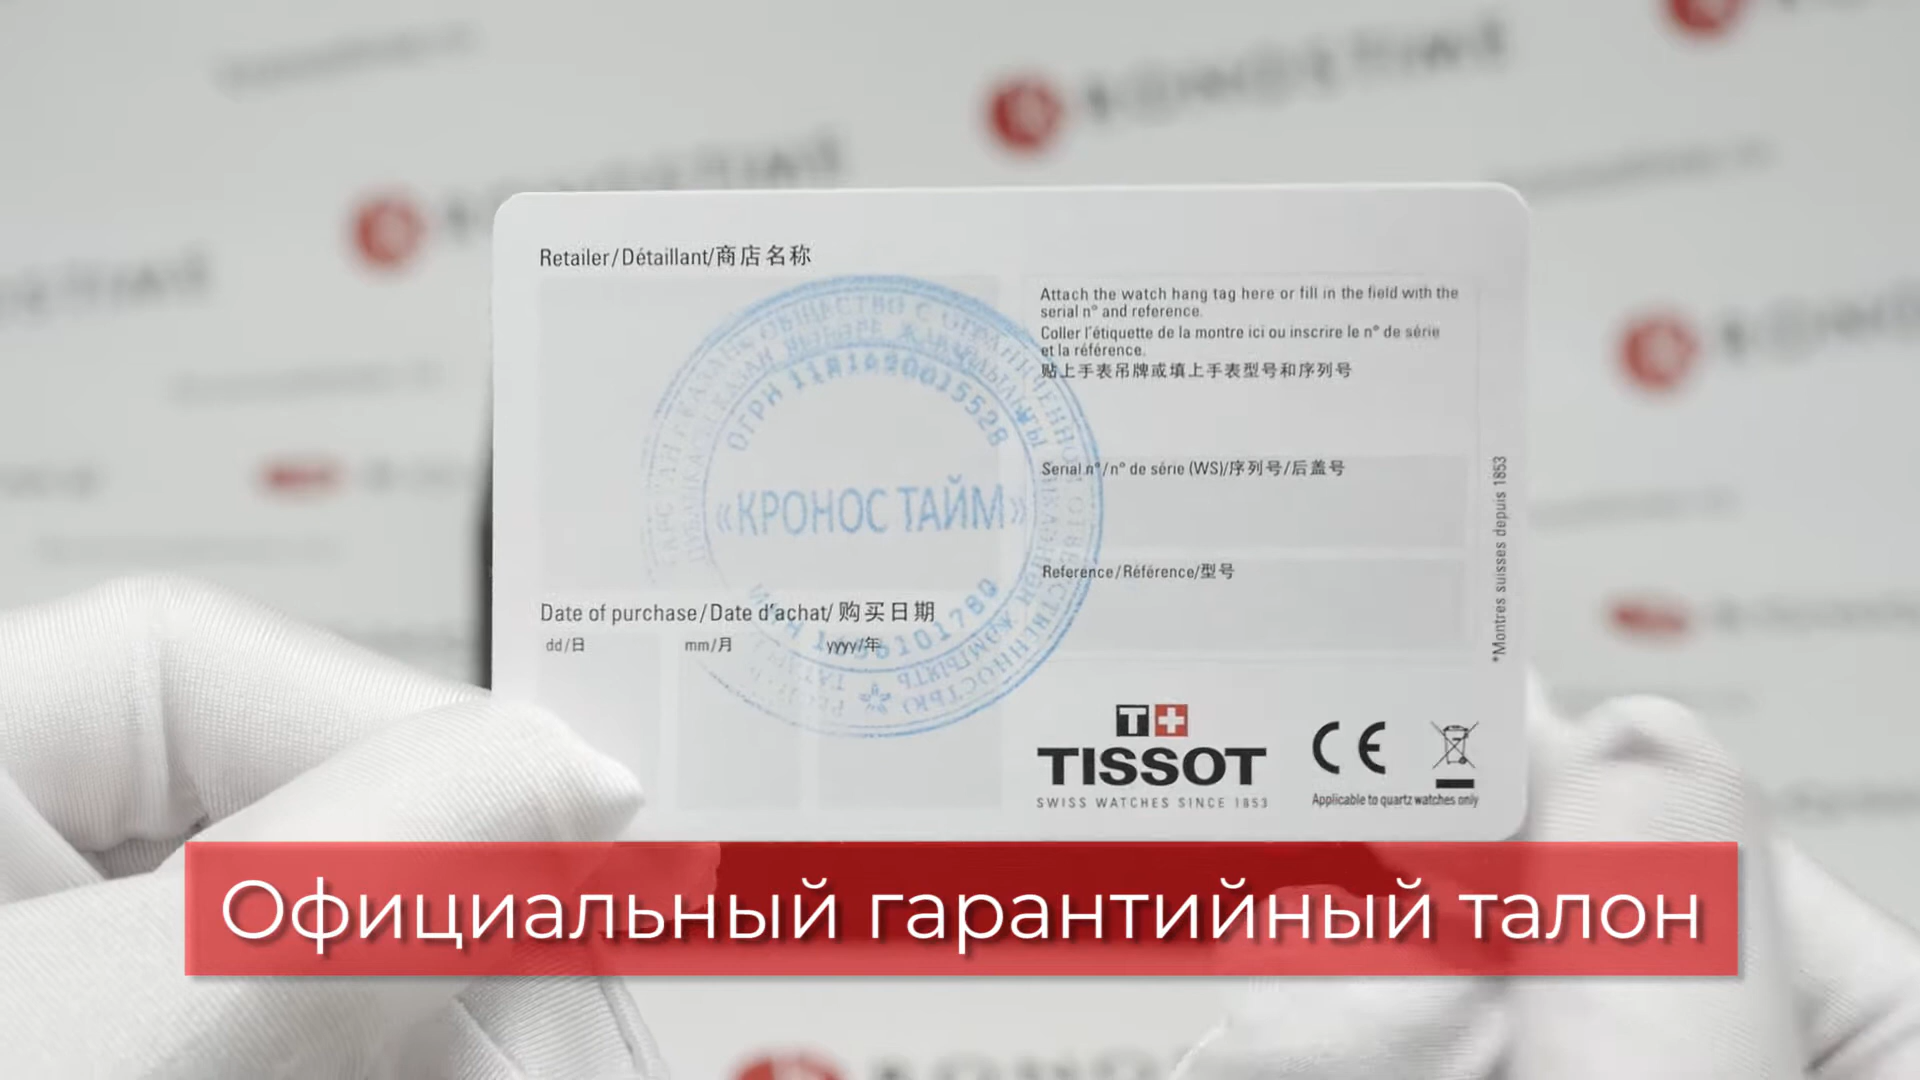 Retailer/Détaillant/商店名称
Attach the watch hang tag here or fill in the field with the
serial n° and reference.
Coller l'étiquette de la montre ici ou inscrire le n° de série
et la référence.
贴上手表吊牌或填上手表型号和序列号
ОБЩЕСТВО С ОГРАНИЧЕННОЙ ОТВЕТСТВЕННОСТЬЮ
ОГРН 1181690015528
«КРОНОС ТАЙМ»
Serial n°/n° de série (WS)/序列号/后盖号
Reference/Référence/型号
Date of purchase/Date d'achat/购买日期
dd/日 mm/月 yyyy/年
*Montres suisses depuis 1853
T+
TISSOT
SWISS WATCHES SINCE 1853
CE
Applicable to quartz watches only
Официальный гарантийный талон